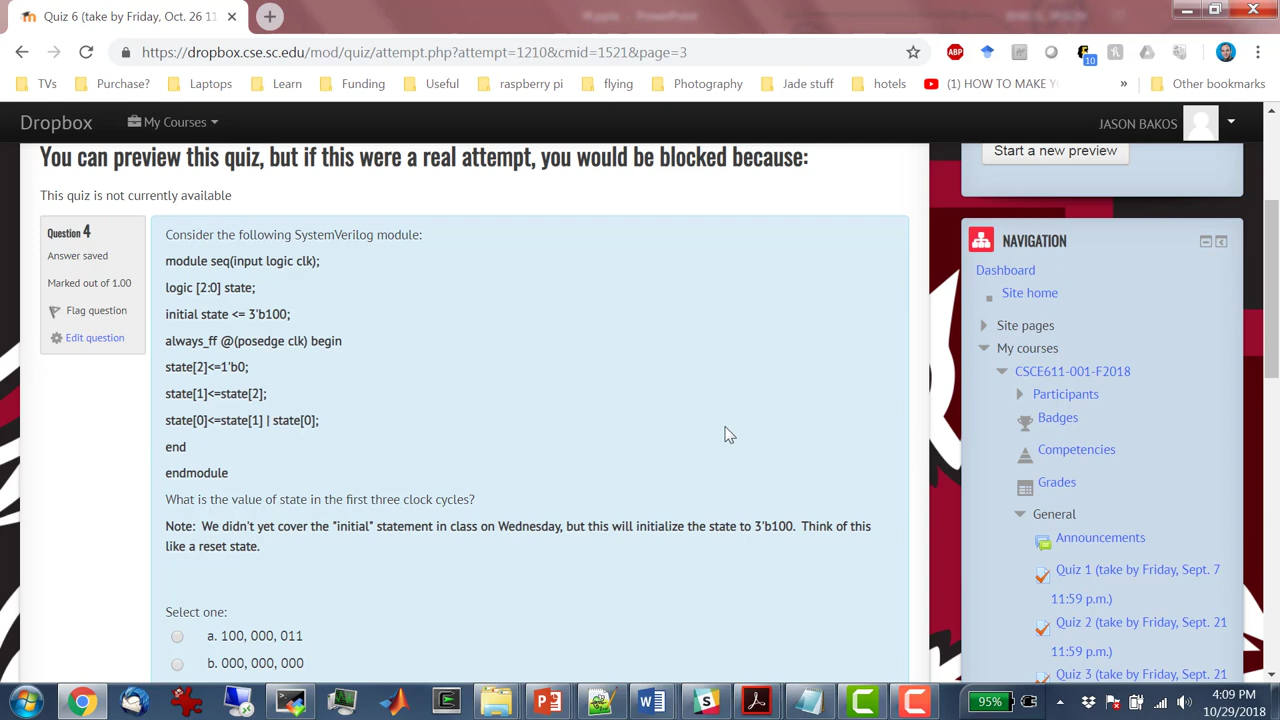 Quiz 6 (take by Friday, Oct. 26 11
https://dropbox.cse.sc.edu/mod/quiz/attempt.php?attempt=1210&cmid=1521&page=3
ABP
10
TVs Purchase? Laptop Learn Funding Useful raspberry pi flying Photography Jade stuff hotels (1) HOW TO MAKE » Other bookmarks
Dropbox My Courses JASON BAKOS
You can preview this quiz, but if this were a real attempt, you would be blocked because:
This quiz is not currently available
Question 4
Answer saved
Marked out of 1.00
Flag question
Edit question
Consider the following SystemVerilog module:
module seq(input logic clk);
logic [2:0] state;
initial state <= 3'b100;
always_ff @(posedge clk) begin
state[2]<=1'b0;
state[1]<=state[2];
state[0]<=state[1] | state[0];
end
endmodule
What is the value of state in the first three clock cycles?
Note: We didn't yet cover the "initial" statement in class on Wednesday, but this will initialize the state to 3'b100. Think of this
like a reset state.
Select one:
a. 100, 000, 011
b. 000, 000, 000
Start a new preview
NAVIGATION
Dashboard
Site home
Site pages
My courses
CSCE611-001-F2018
Participants
Badges
Competencies
Grades
General
Announcements
Quiz 1 (take by Friday, Sept. 7
11:59 p.m.)
Quiz 2 (take by Friday, Sept. 21
11:59 p.m.)
Quiz 3 (take by Friday, Sept. 21
95%
4:09 PM
10/29/2018